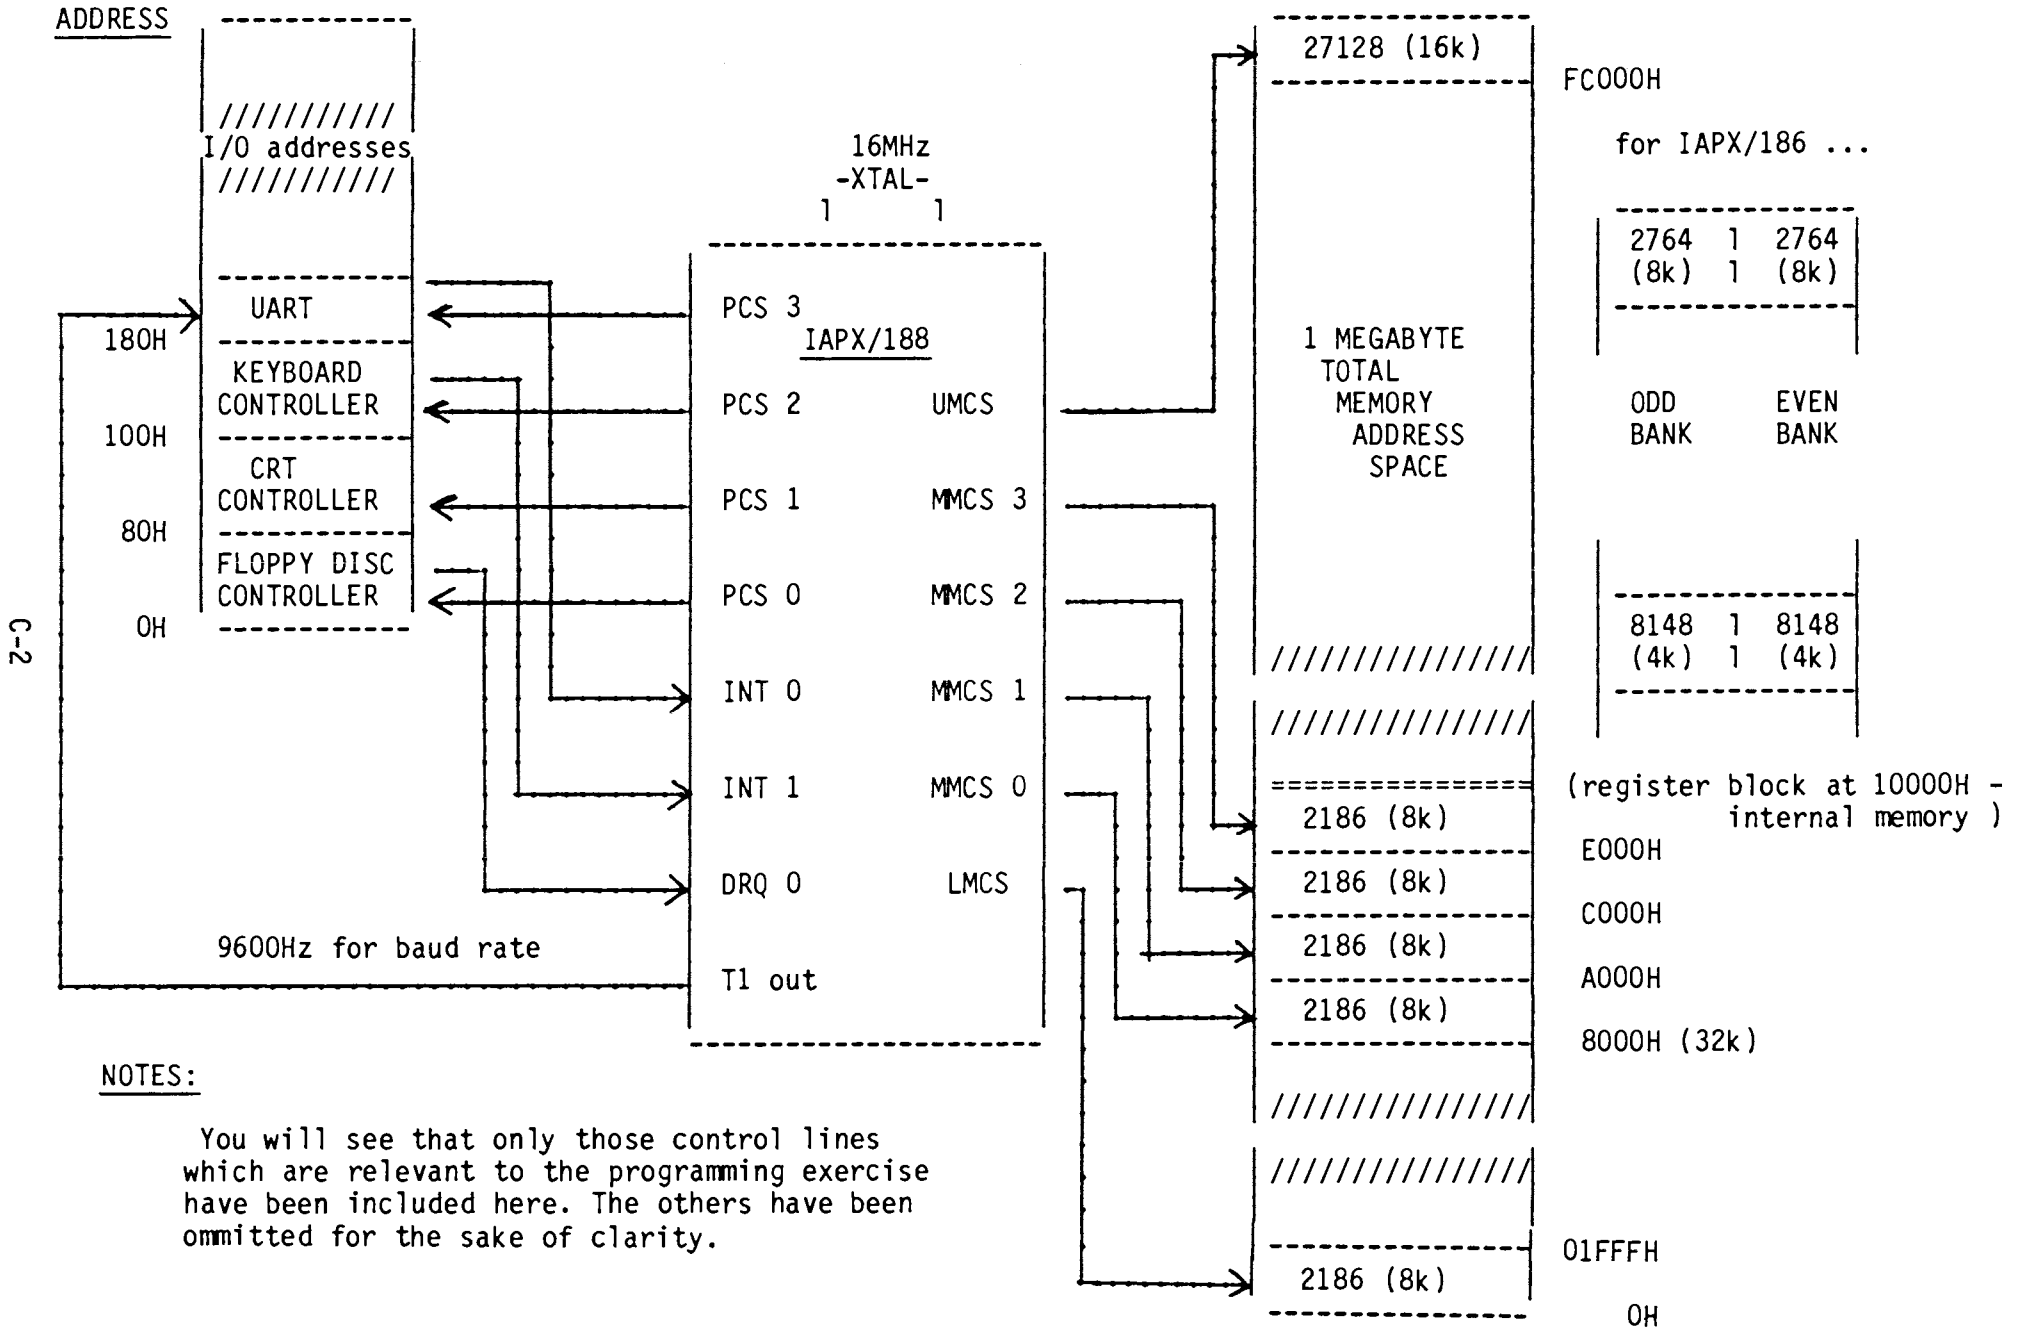 ADDRESS
I/O addresses
UART
180H
KEYBOARD
CONTROLLER
100H
CRT
CONTROLLER
80H
FLOPPY DISC
CONTROLLER
0H
C-2
16MHz
-XTAL-
1 1
IAPX/188
PCS 3
PCS 2
PCS 1
PCS 0
INT 0
INT 1
DRQ 0
T1 out
UMCS
MMCS 3
MMCS 2
MMCS 1
MMCS 0
LMCS
9600Hz for baud rate
27128 (16k)
FC000H
1 MEGABYTE
TOTAL
MEMORY
ADDRESS
SPACE
2186 (8k)
E000H
2186 (8k)
C000H
2186 (8k)
A000H
2186 (8k)
8000H (32k)
01FFFH
2186 (8k)
0H
for IAPX/186 ...
2764 1 2764
(8k) 1 (8k)
ODD EVEN
BANK BANK
8148 1 8148
(4k) 1 (4k)
(register block at 10000H -
internal memory )
NOTES:
You will see that only those control lines
which are relevant to the programming exercise
have been included here. The others have been
ommitted for the sake of clarity.